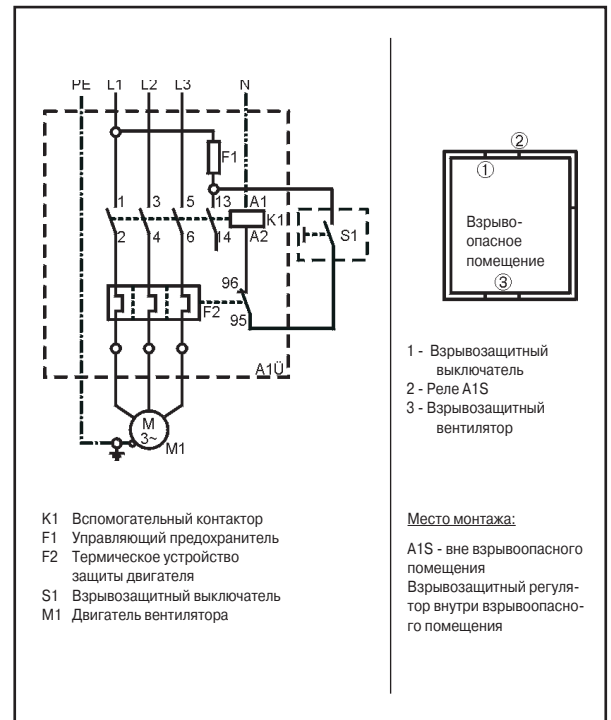 PE L1 L2 L3 N
F1
1 3 5 13 A1
K1
2 4 6 14 A2
S1
96
F2
95
A1Ü
M
3~
M1
K1 Вспомогательный контактор
F1 Управляющий предохранитель
F2 Термическое устройство
защиты двигателя
S1 Взрывозащитный выключатель
M1 Двигатель вентилятора
2
1
Взрыво-
опасное
помещение
3
1 - Взрывозащитный
выключатель
2 - Реле A1S
3 - Взрывозащитный
вентилятор
Место монтажа:
A1S - вне взрывоопасного
помещения
Взрывозащитный регуля-
тор внутри взрывоопасно-
го помещения